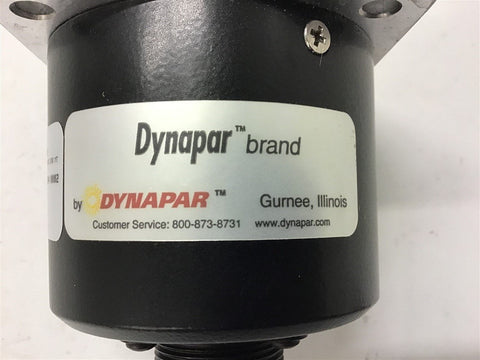 Dynapar™ brand
by DYNAPAR™ Gurnee, Illinois
Customer Service: 800-873-8731 www.dynapar.com